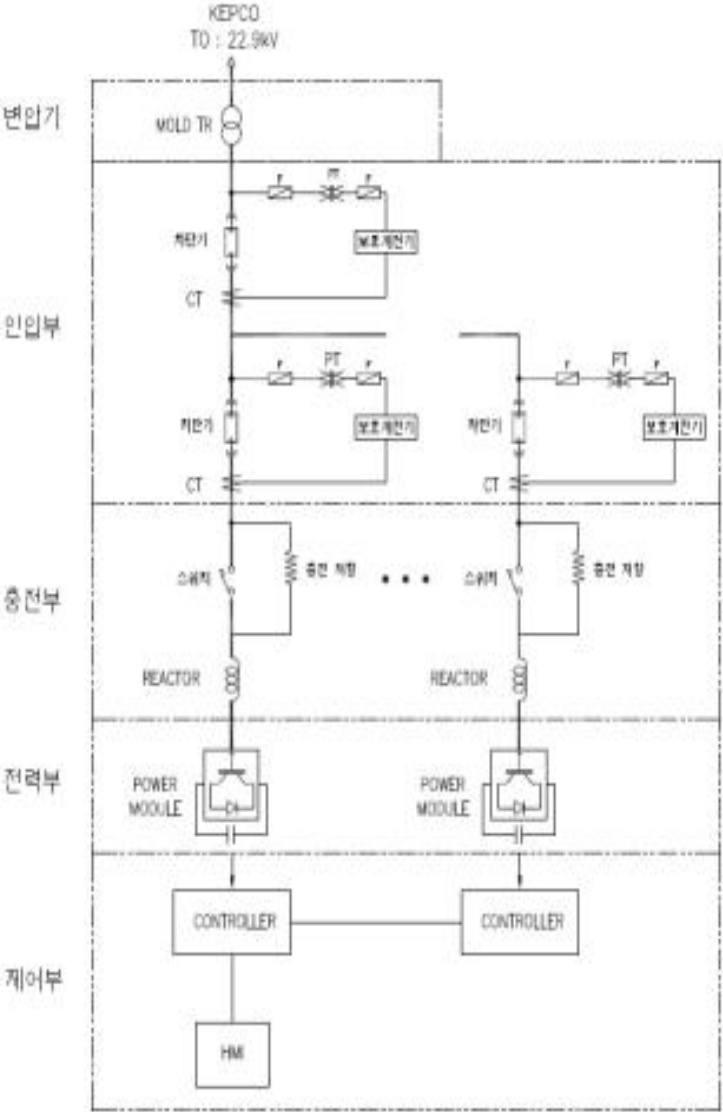 KEPCO
TO : 22.9kV
변압기
MOLD TR
F PT F
차단기
보호계전기
CT
인입부
F PT F
F PT F
차단기
보호계전기
차단기
보호계전기
CT
CT
충전부
스위치
충전 저항
스위치
충전 저항
REACTOR
REACTOR
전력부
POWER
MODULE
POWER
MODULE
제어부
CONTROLLER
CONTROLLER
HMI